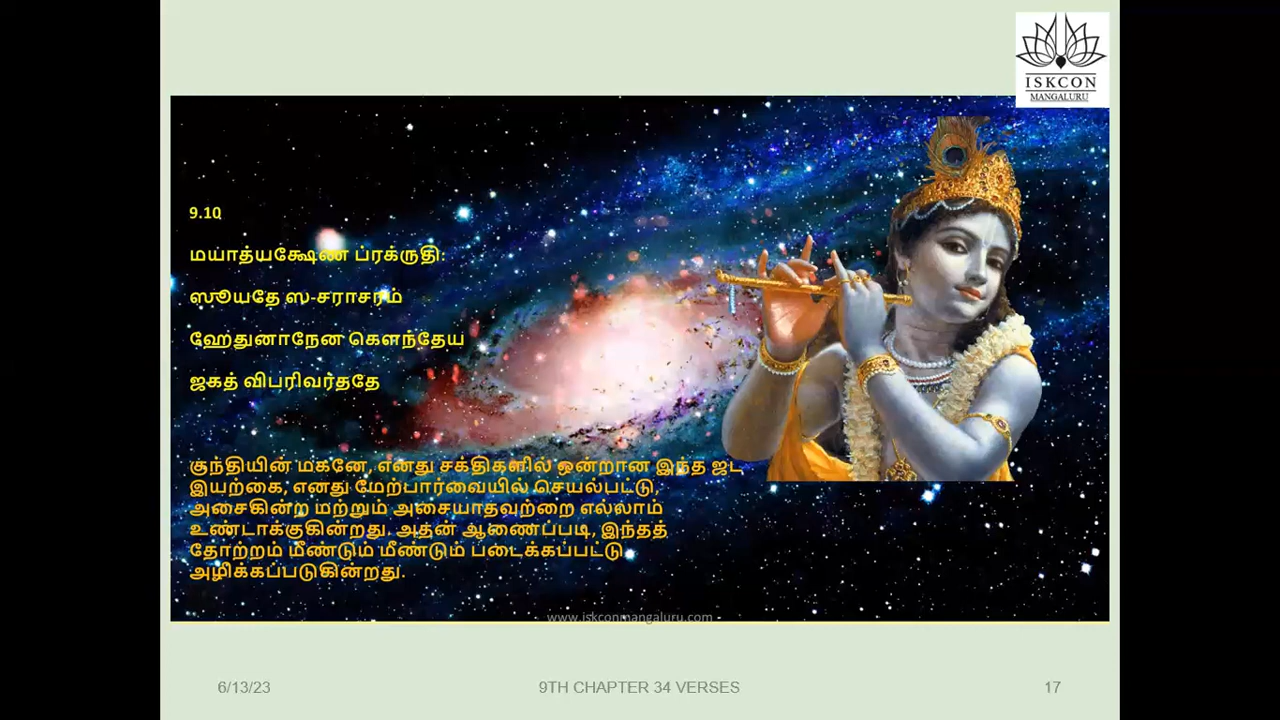 ISKCON
MANGALURU
9.10
மயாத்யக்ஷேண ப்ரக்ருதி:
ஸூயதே ஸ-சராசரம்
ஹேதுனாநேன கௌந்தேய
ஜகத் விபரிவர்ததே
குந்தியின் மகனே, எனது சக்திகளில் ஒன்றான இந்த ஜட
இயற்கை, எனது மேற்பார்வையில் செயல்பட்டு,
அசைகின்ற மற்றும் அசையாதவற்றை எல்லாம்
உண்டாக்குகின்றது. அதன் ஆணைப்படி, இந்தத்
தோற்றம் மீண்டும் மீண்டும் படைக்கப்பட்டு
அழிக்கப்படுகின்றது.
www.iskconmangaluru.com
6/13/23
9TH CHAPTER 34 VERSES
17